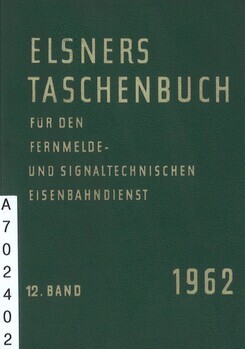 ELSNERS
TASCHENBUCH
FÜR DEN
FERNMELDE-
UND SIGNALTECHNISCHEN
EISENBAHNDIENST
12. BAND 1962
A702402